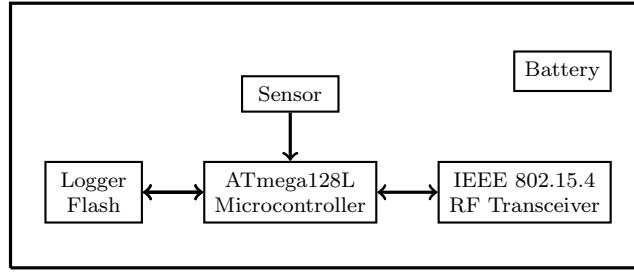 Battery
Sensor
Logger
Flash
ATmega128L
Microcontroller
IEEE 802.15.4
RF Transceiver